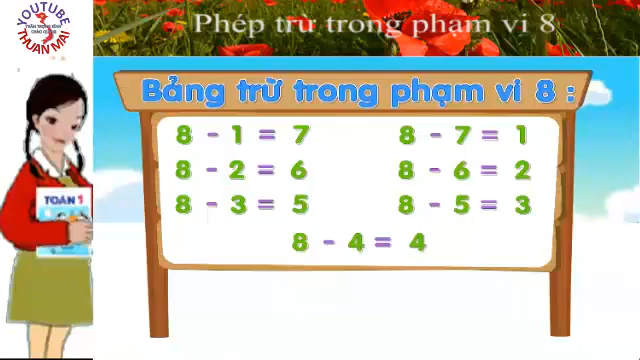 YOUTUBE
THUAN MAI
Phép trừ trong phạm vi 8
Bảng trừ trong phạm vi 8 :
8 - 1 = 7
8 - 7 = 1
8 - 2 = 6
8 - 6 = 2
8 - 3 = 5
8 - 5 = 3
8 - 4 = 4
TOÁN 1